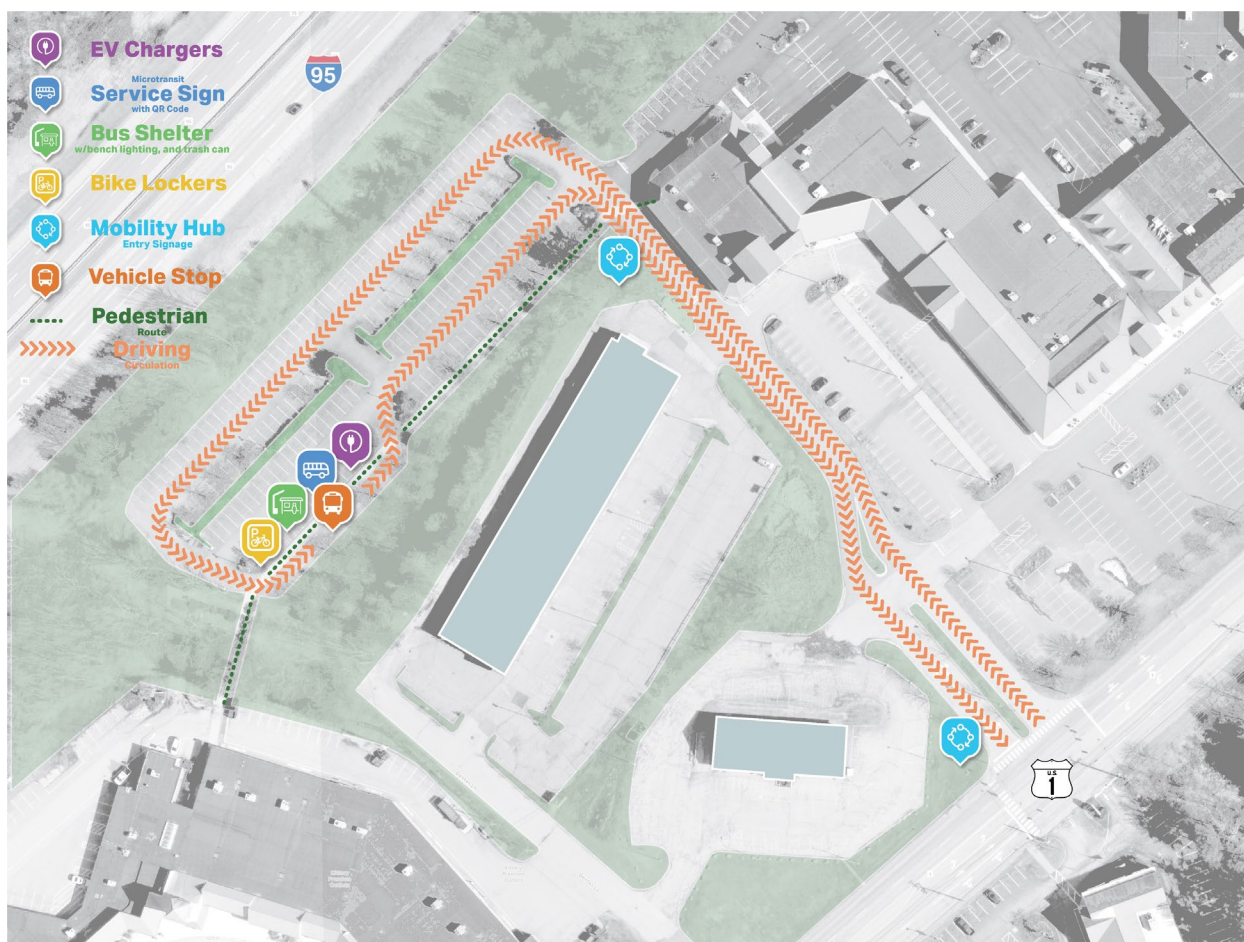 EV Chargers
Microtransit
Service Sign
with QR Code
Bus Shelter
w/bench lighting, and trash can
Bike Lockers
Mobility Hub
Entry Signage
Vehicle Stop
Pedestrian
Route
Driving
Circulation
95
P
P
U.S.
1